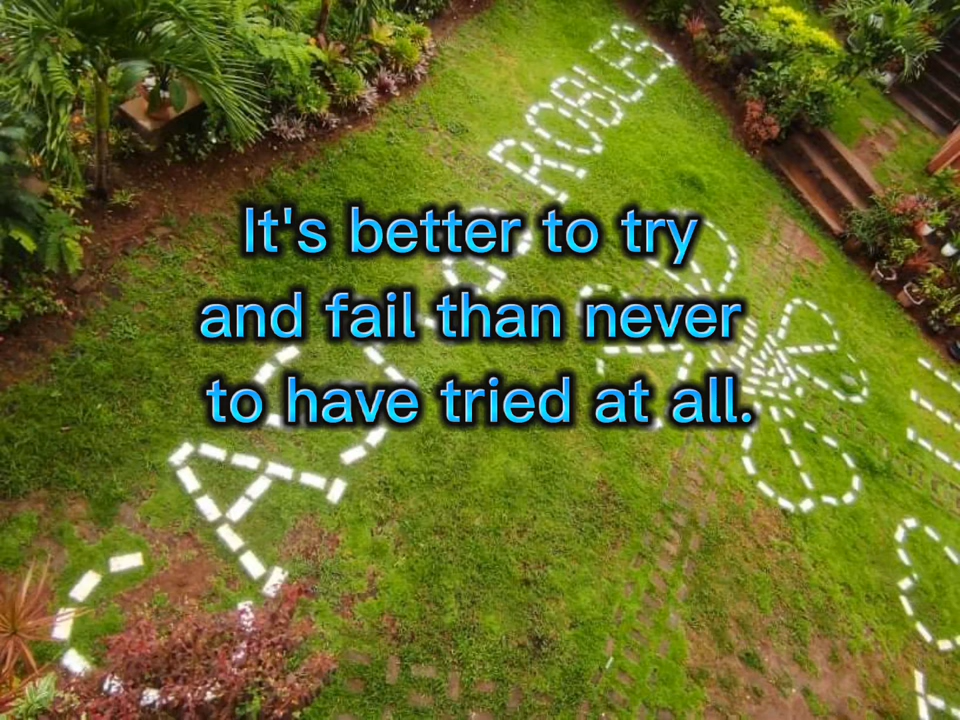 It's better to try
and fail than never
to have tried at all.
ROBLES